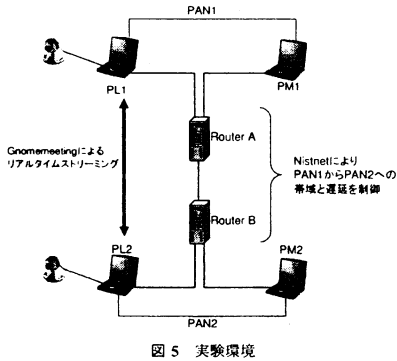 PAN1
PL1
PM1
Gnomemeetingによる
リアルタイムストリーミング
Router A
Nistnetにより
PAN1からPAN2への
帯域と遅延を制御
Router B
PL2
PM2
PAN2
図5 実験環境